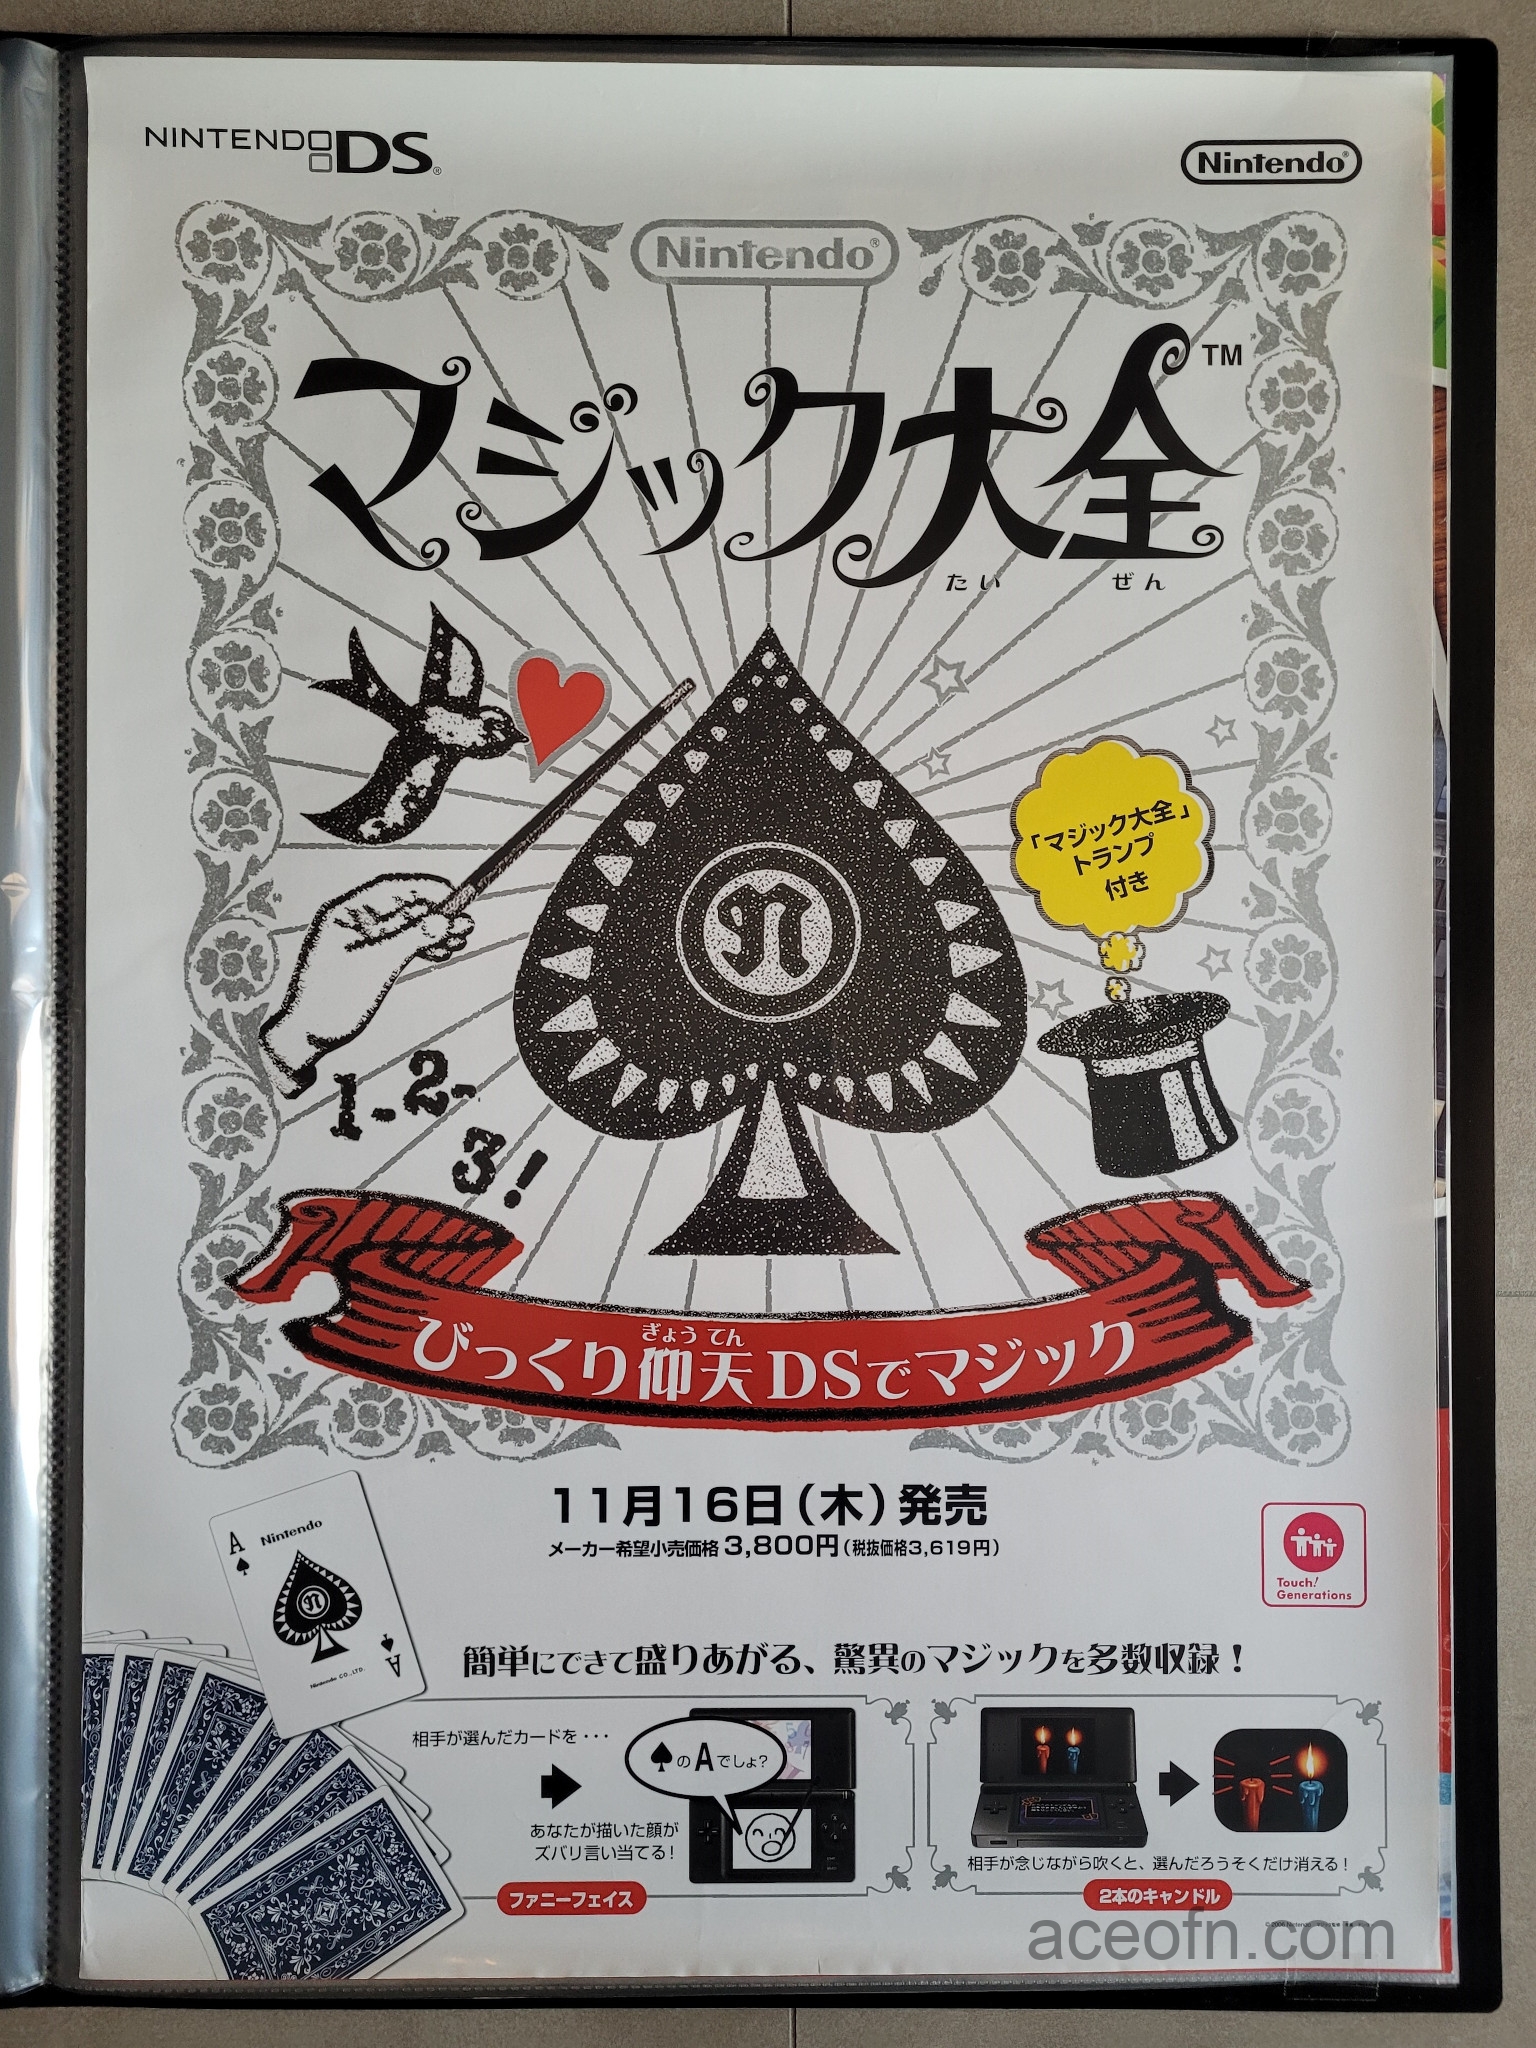 NINTENDO DS®
Nintendo®
Nintendo®
マジック大全™
たいぜん
「マジック大全」
トランプ
付き
1-2-
3!
ぎょうてん
びっくり仰天DSでマジック
11月16日(木)発売
メーカー希望小売価格3,800円(税抜価格3,619円)
Touch!
Generations
A
Nintendo
Nintendo CO.,LTD.
A
簡単にできて盛りあがる、驚異のマジックを多数収録!
相手が選んだカードを・・・
♠のAでしょ?
あなたが描いた顔が
ズバリ言い当てる!
ファニーフェイス
相手が念じながら吹くと、選んだろうそくだけ消える!
2本のキャンドル
© 2006 Nintendo
aceofn.com